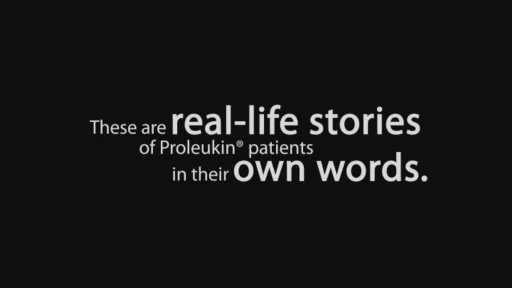 These are real-life stories
of Proleukin® patients
in their own words.